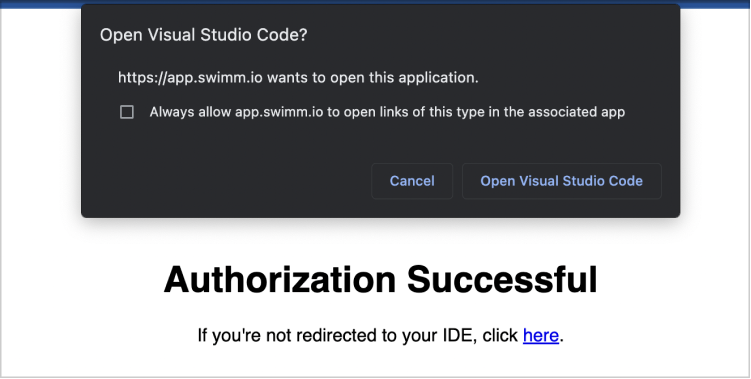 Open Visual Studio Code?
https://app.swimm.io wants to open this application.
Always allow app.swimm.io to open links of this type in the associated app
Cancel
Open Visual Studio Code
Authorization Successful
If you're not redirected to your IDE, click here.